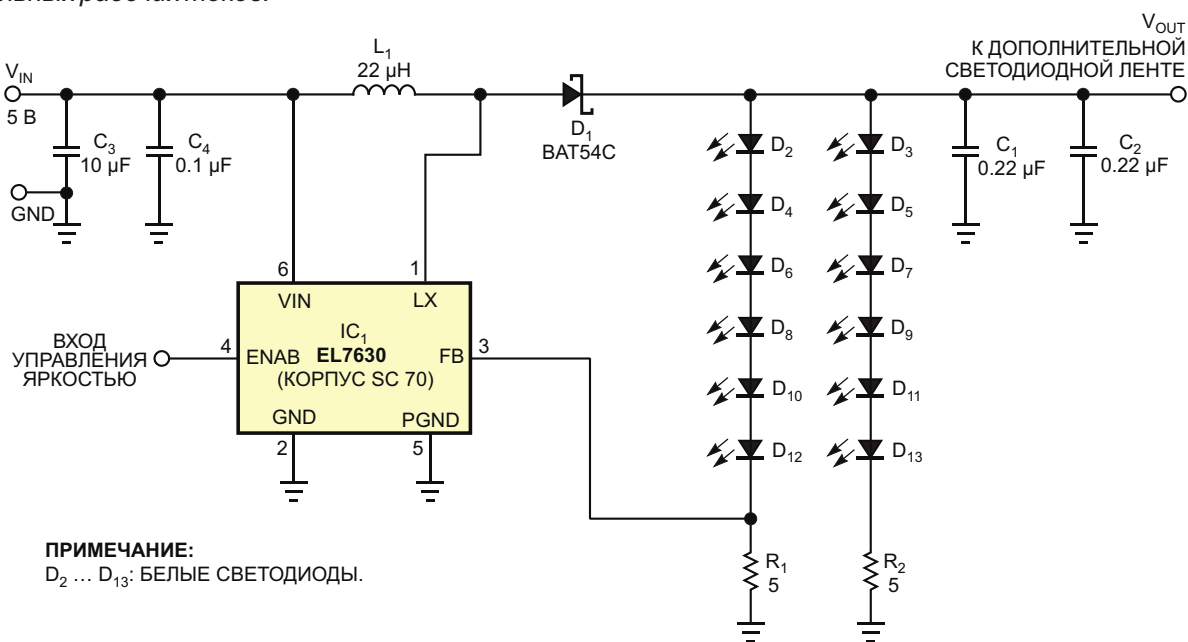 V_OUT
К ДОПОЛНИТЕЛЬНОЙ
СВЕТОДИОДНОЙ ЛЕНТЕ
L1
22 µH
V_IN
5 В
C3
10 µF
C4
0.1 µF
GND
D1
BAT54C
D2
D3
C1
0.22 µF
C2
0.22 µF
D4
D5
D6
D7
D8
D9
D10
D11
D12
D13
6
1
VIN
LX
IC1
ВХОД
УПРАВЛЕНИЯ
ЯРКОСТЬЮ
4
ENAB
EL7630
FB
3
(КОРПУС SC 70)
GND
PGND
2
5
R1
5
R2
5
ПРИМЕЧАНИЕ:
D2 ... D13: БЕЛЫЕ СВЕТОДИОДЫ.